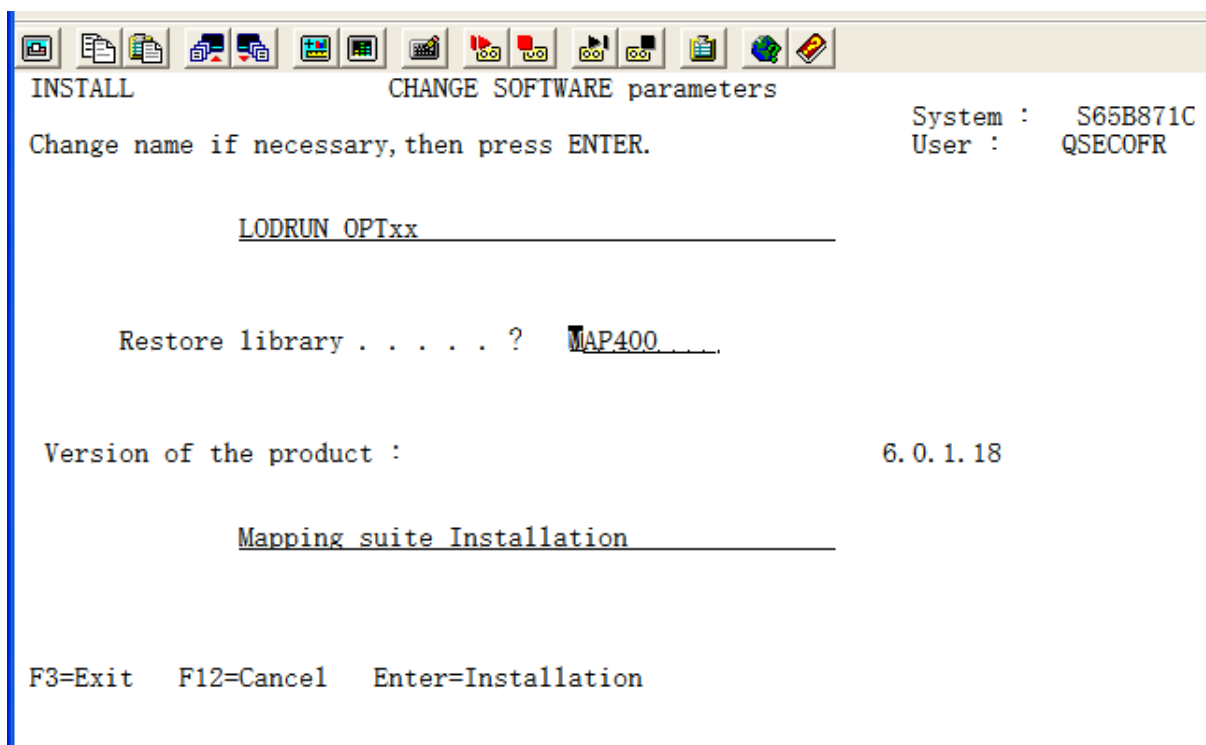 INSTALL CHANGE SOFTWARE parameters
System : S65B871C
Change name if necessary, then press ENTER. User : QSECOFR
LODRUN OPTxx
Restore library . . . . . ? MAP400
Version of the product : 6.0.1.18
Mapping suite Installation
F3=Exit F12=Cancel Enter=Installation